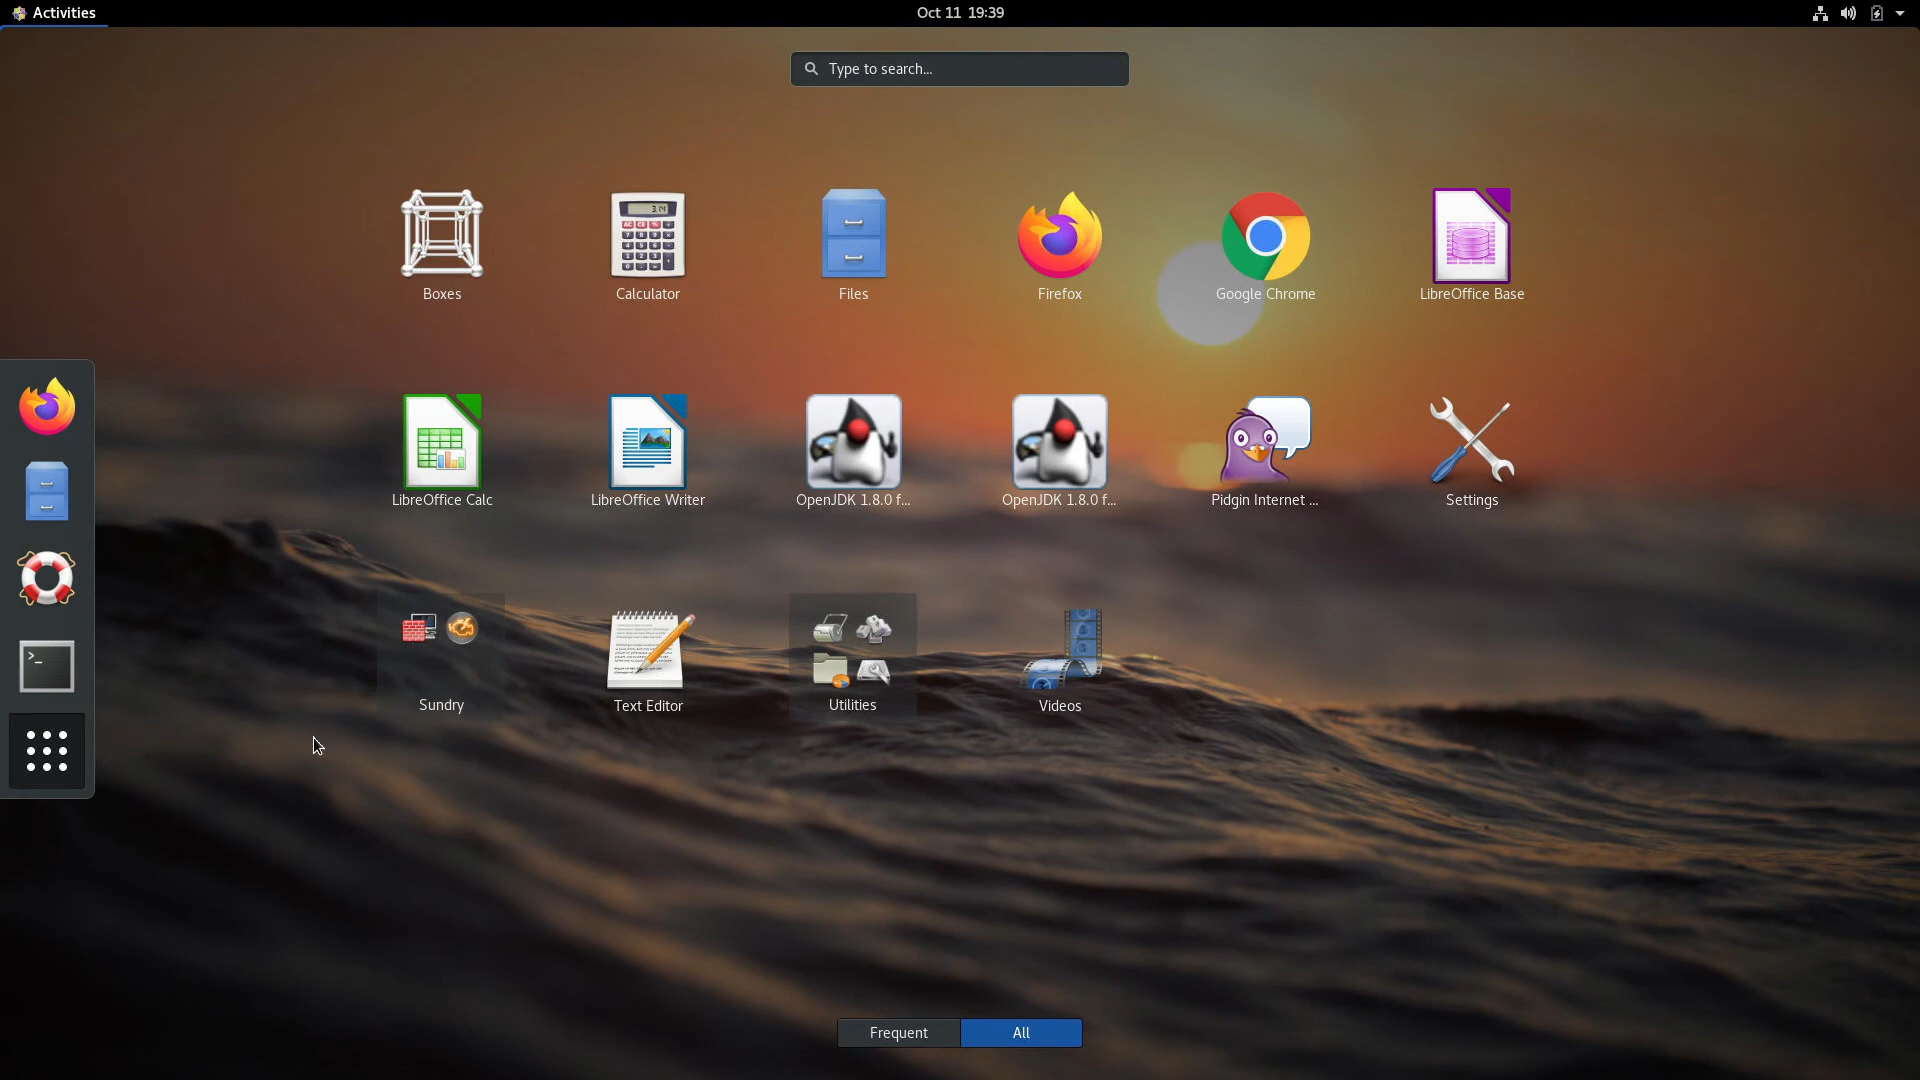 Activities
Oct 11 19:39
Type to search...
Boxes
Calculator
Files
Firefox
Google Chrome
LibreOffice Base
LibreOffice Calc
LibreOffice Writer
OpenJDK 1.8.0 f...
OpenJDK 1.8.0 f...
Pidgin Internet ...
Settings
Sundry
Text Editor
Utilities
Videos
Frequent
All